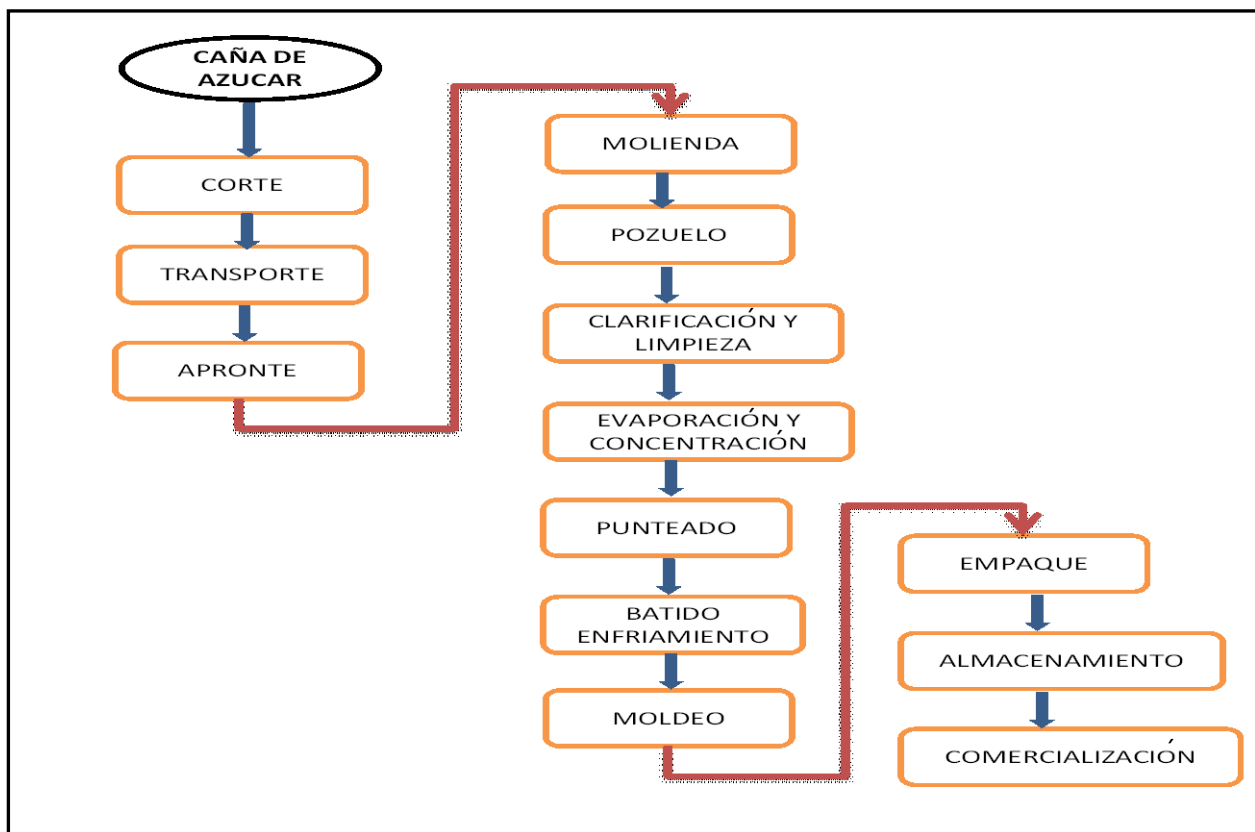 CAÑA DE
AZUCAR
CORTE
TRANSPORTE
APRONTE
MOLIENDA
POZUELO
CLARIFICACIÓN Y
LIMPIEZA
EVAPORACIÓN Y
CONCENTRACIÓN
PUNTEADO
BATIDO
ENFRIAMIENTO
MOLDEO
EMPAQUE
ALMACENAMIENTO
COMERCIALIZACIÓN